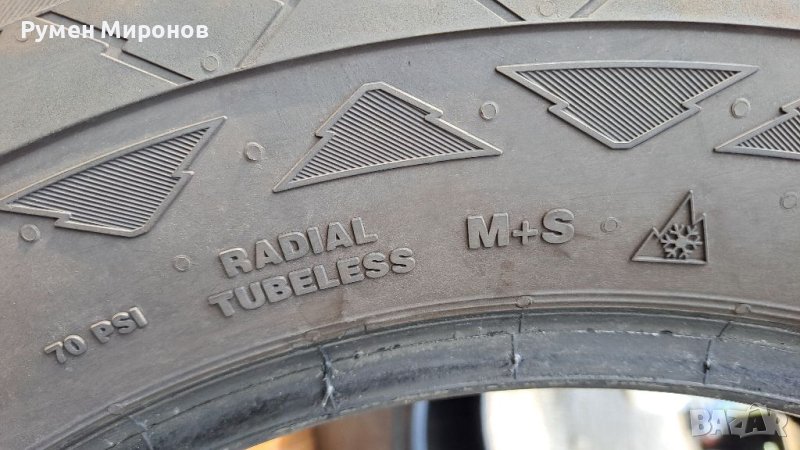 Румен Миронов
RADIAL
TUBELESS
M+S
70 PSI
BAZAR